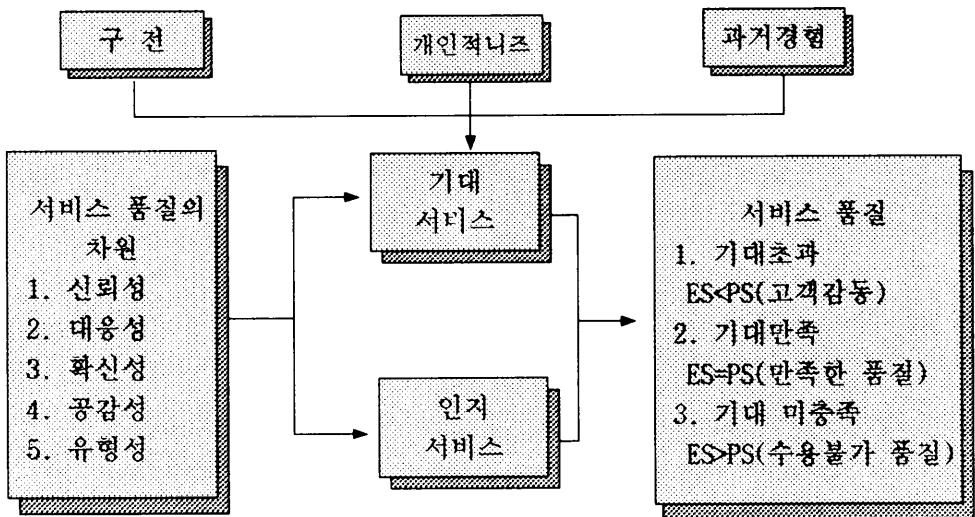 구 전
개인적니즈
과거경험
서비스 품질의
차원
1. 신뢰성
2. 대응성
3. 확신성
4. 공감성
5. 유형성
기대
서비스
인지
서비스
서비스 품질
1. 기대초과
ES<PS(고객감동)
2. 기대만족
ES=PS(만족한 품질)
3. 기대 미충족
ES>PS(수용불가 품질)